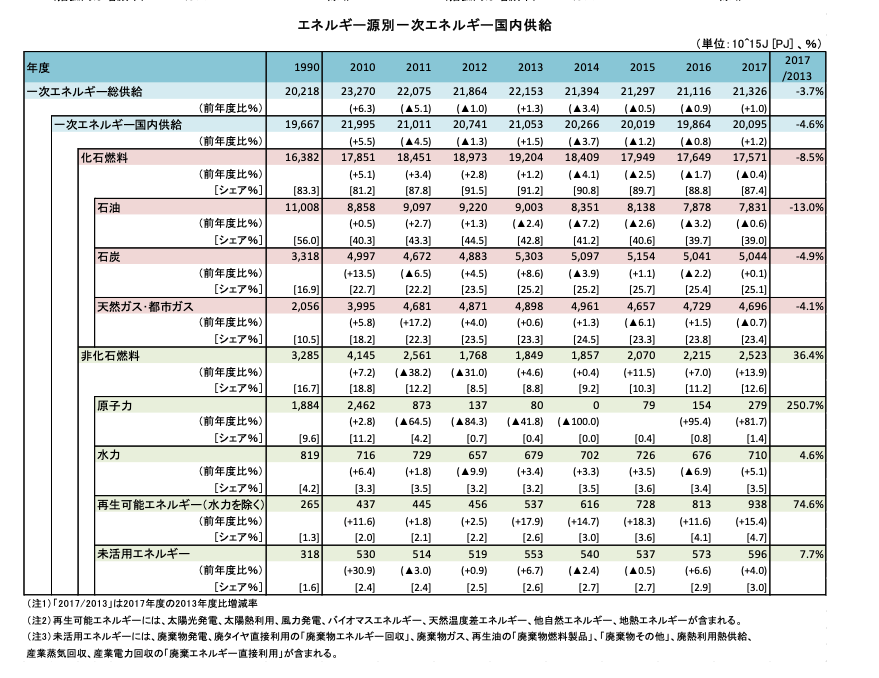 エネルギー源別一次エネルギー国内供給
(単位:10^15J [PJ] 、%)
年度 1990 2010 2011 2012 2013 2014 2015 2016 2017 2017/2013
一次エネルギー総供給 20,218 23,270 22,075 21,864 22,153 21,394 21,297 21,116 21,326 -3.7%
(前年度比%) (+6.3) (▲5.1) (▲1.0) (+1.3) (▲3.4) (▲0.5) (▲0.9) (+1.0)
一次エネルギー国内供給 19,667 21,995 21,011 20,741 21,053 20,266 20,019 19,864 20,095 -4.6%
(前年度比%) (+5.5) (▲4.5) (▲1.3) (+1.5) (▲3.7) (▲1.2) (▲0.8) (+1.2)
化石燃料 16,382 17,851 18,451 18,973 19,204 18,409 17,949 17,649 17,571 -8.5%
(前年度比%) (+5.1) (+3.4) (+2.8) (+1.2) (▲4.1) (▲2.5) (▲1.7) (▲0.4)
[シェア%] [83.3] [81.2] [87.8] [91.5] [91.2] [90.8] [89.7] [88.8] [87.4]
石油 11,008 8,858 9,097 9,220 9,003 8,351 8,138 7,878 7,831 -13.0%
(前年度比%) (+0.5) (+2.7) (+1.3) (▲2.4) (▲7.2) (▲2.6) (▲3.2) (▲0.6)
[シェア%] [56.0] [40.3] [43.3] [44.5] [42.8] [41.2] [40.6] [39.7] [39.0]
石炭 3,318 4,997 4,672 4,883 5,303 5,097 5,154 5,041 5,044 -4.9%
(前年度比%) (+13.5) (▲6.5) (+4.5) (+8.6) (▲3.9) (+1.1) (▲2.2) (+0.1)
[シェア%] [16.9] [22.7] [22.2] [23.5] [25.2] [25.2] [25.7] [25.4] [25.1]
天然ガス・都市ガス 2,056 3,995 4,681 4,871 4,898 4,961 4,657 4,729 4,696 -4.1%
(前年度比%) (+5.8) (+17.2) (+4.0) (+0.6) (+1.3) (▲6.1) (+1.5) (▲0.7)
[シェア%] [10.5] [18.2] [22.3] [23.5] [23.3] [24.5] [23.3] [23.8] [23.4]
非化石燃料 3,285 4,145 2,561 1,768 1,849 1,857 2,070 2,215 2,523 36.4%
(前年度比%) (+7.2) (▲38.2) (▲31.0) (+4.6) (+0.4) (+11.5) (+7.0) (+13.9)
[シェア%] [16.7] [18.8] [12.2] [8.5] [8.8] [9.2] [10.3] [11.2] [12.6]
原子力 1,884 2,462 873 137 80 0 79 154 279 250.7%
(前年度比%) (+2.8) (▲64.5) (▲84.3) (▲41.8) (▲100.0) (+95.4) (+81.7)
[シェア%] [9.6] [11.2] [4.2] [0.7] [0.4] [0.0] [0.4] [0.8] [1.4]
水力 819 716 729 657 679 702 726 676 710 4.6%
(前年度比%) (+6.4) (+1.8) (▲9.9) (+3.4) (+3.3) (+3.5) (▲6.9) (+5.1)
[シェア%] [4.2] [3.3] [3.5] [3.2] [3.2] [3.5] [3.6] [3.4] [3.5]
再生可能エネルギー(水力を除く) 265 437 445 456 537 616 728 813 938 74.6%
(前年度比%) (+11.6) (+1.8) (+2.5) (+17.9) (+14.7) (+18.3) (+11.6) (+15.4)
[シェア%] [1.3] [2.0] [2.1] [2.2] [2.6] [3.0] [3.6] [4.1] [4.7]
未活用エネルギー 318 530 514 519 553 540 537 573 596 7.7%
(前年度比%) (+30.9) (▲3.0) (+0.9) (+6.7) (▲2.4) (▲0.5) (+6.6) (+4.0)
[シェア%] [1.6] [2.4] [2.4] [2.5] [2.6] [2.7] [2.7] [2.9] [3.0]
(注1)「2017/2013」は2017年度の2013年度比増減率
(注2)再生可能エネルギーには、太陽光発電、太陽熱利用、風力発電、バイオマスエネルギー、天然温度差エネルギー、他自然エネルギー、地熱エネルギーが含まれる。
(注3)未活用エネルギーには、廃棄物発電、廃タイヤ直接利用の「廃棄物エネルギー回収」、廃棄物ガス、再生油の「廃棄物燃料製品」、「廃棄物その他」、廃熱利用熱供給、
産業蒸気回収、産業電力回収の「廃棄エネルギー直接利用」が含まれる。